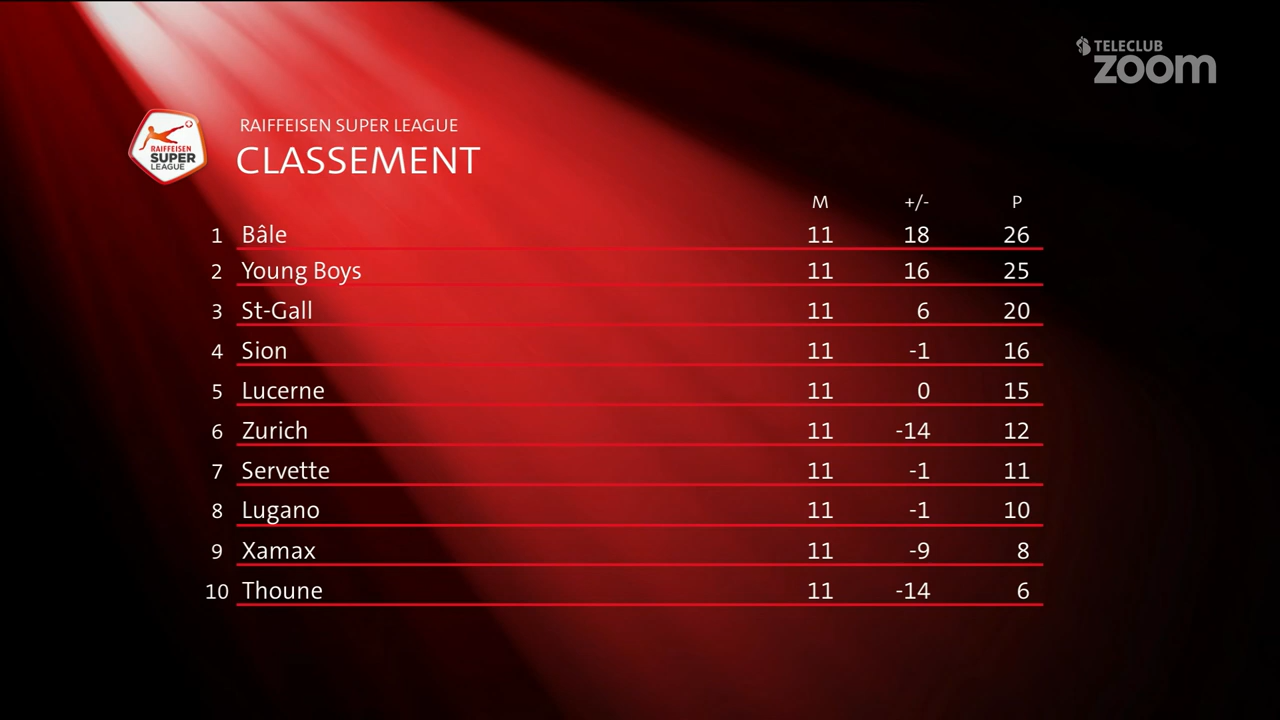 TELECLUB
zoom
RAIFFEISEN SUPER LEAGUE
CLASSEMENT
RAIFFEISEN
SUPER
LEAGUE
M +/- P
1 Bâle 11 18 26
2 Young Boys 11 16 25
3 St-Gall 11 6 20
4 Sion 11 -1 16
5 Lucerne 11 0 15
6 Zurich 11 -14 12
7 Servette 11 -1 11
8 Lugano 11 -1 10
9 Xamax 11 -9 8
10 Thoune 11 -14 6